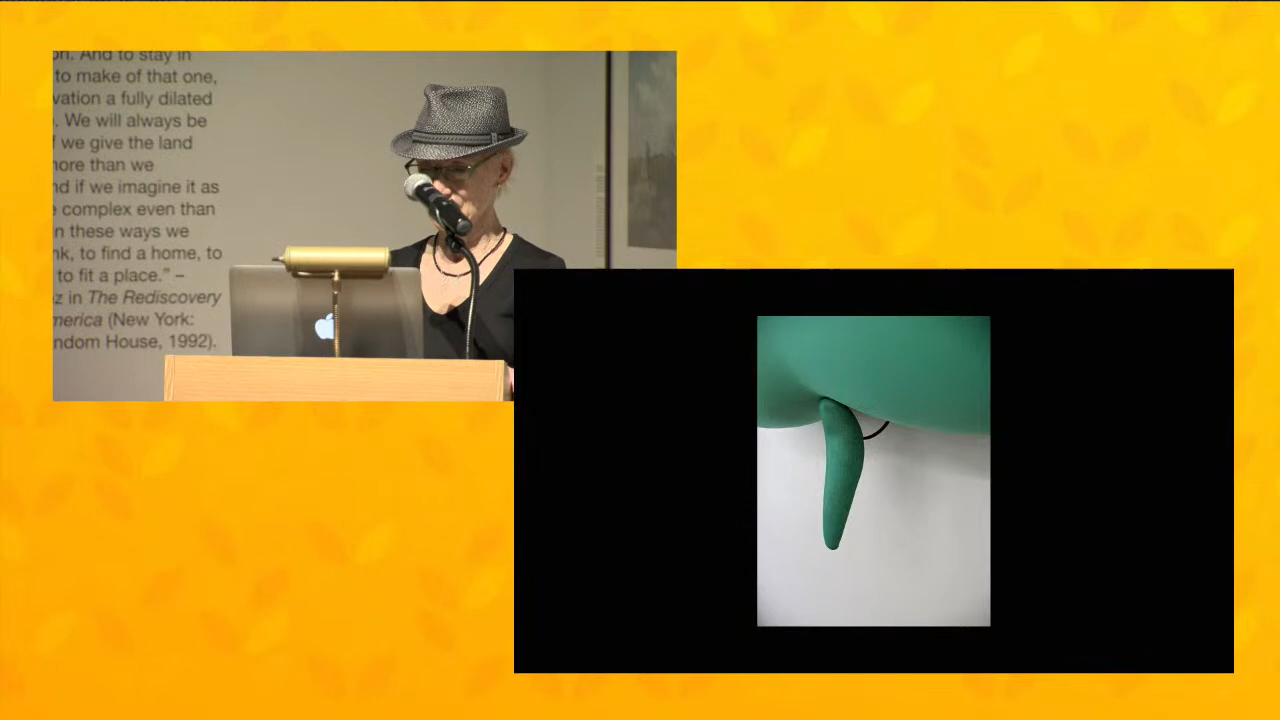 on. And to stay in
to make of that one,
vation a fully dilated
. We will always be
f we give the land
nore than we
nd if we imagine it as
e complex even than
n these ways we
nk, to find a home, to
to fit a place.” –
z in The Rediscovery
merica (New York:
ndom House, 1992).